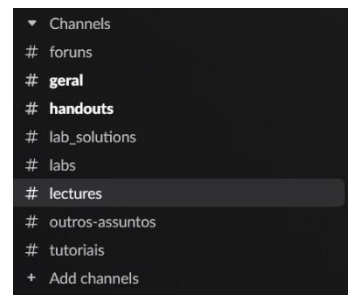 Channels
# foruns
# geral
# handouts
# lab_solutions
# labs
# lectures
# outros-assuntos
# tutoriais
+ Add channels